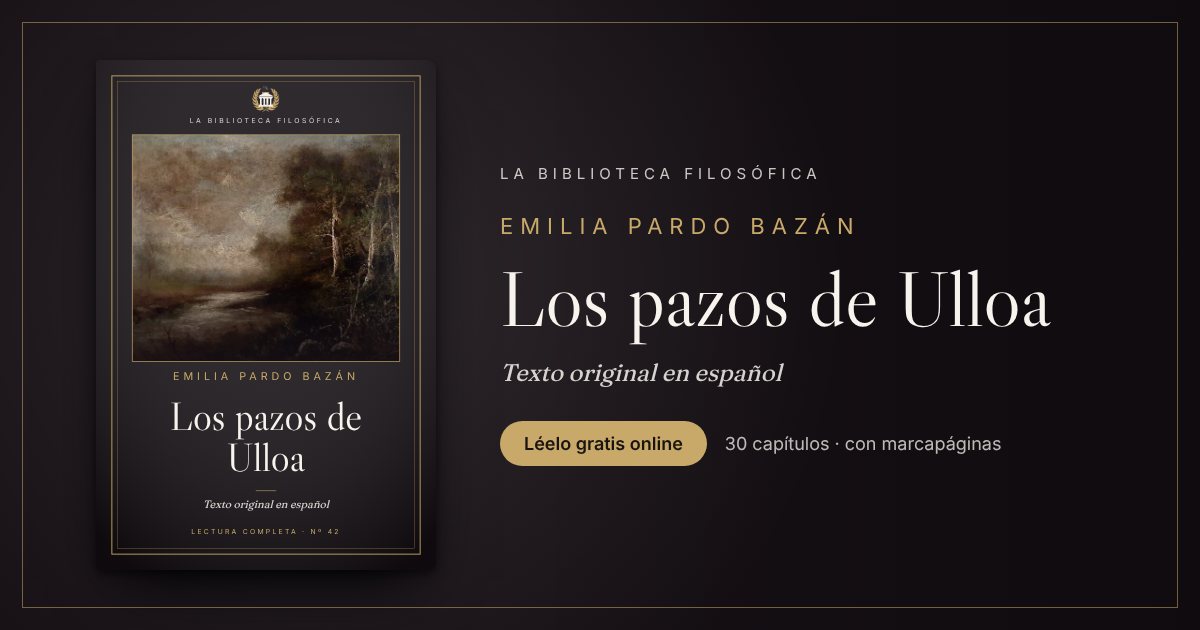 LA BIBLIOTECA FILOSÓFICA
EMILIA PARDO BAZÁN
Los pazos de
Ulloa
Texto original en español
LECTURA COMPLETA · Nº 42
LA BIBLIOTECA FILOSÓFICA
EMILIA PARDO BAZÁN
Los pazos de Ulloa
Texto original en español
Léelo gratis online
30 capítulos · con marcapáginas